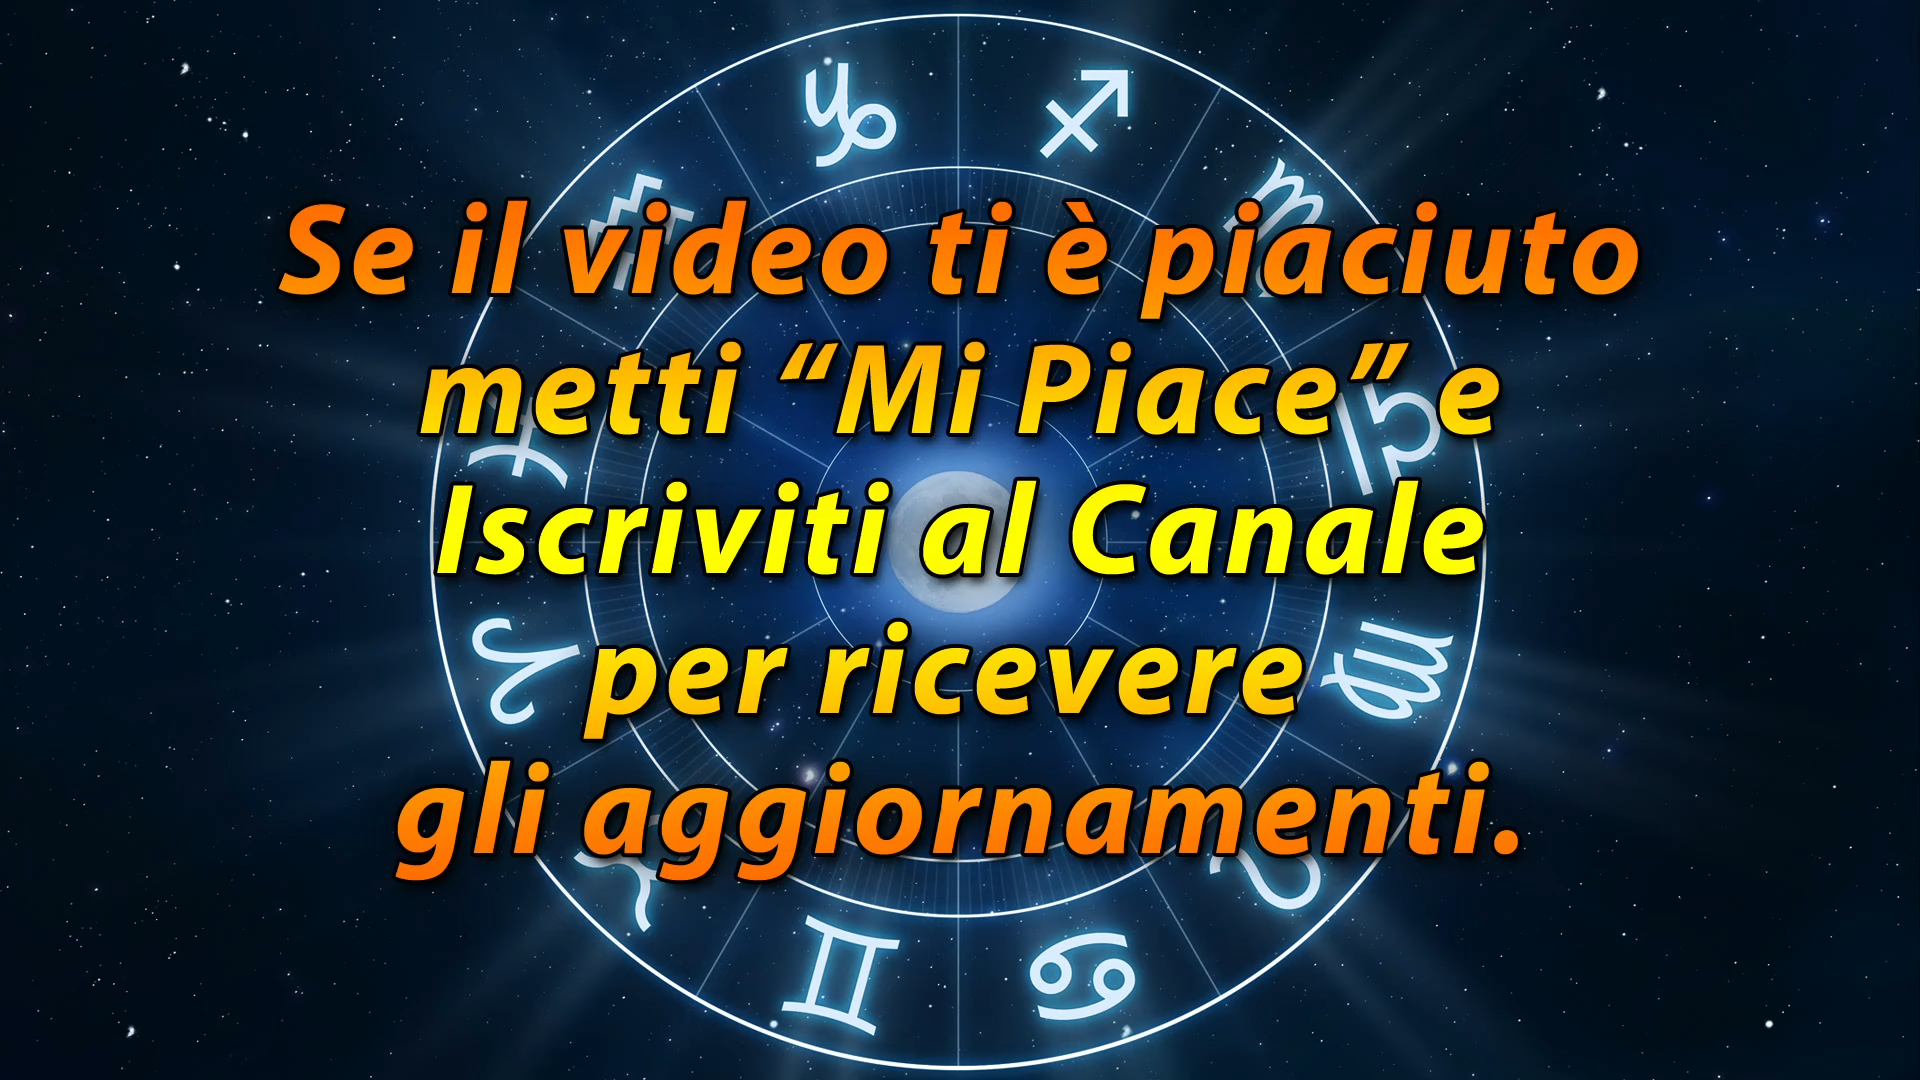 Se il video ti è piaciuto
metti “Mi Piace” e
Iscriviti al Canale
per ricevere
gli aggiornamenti.